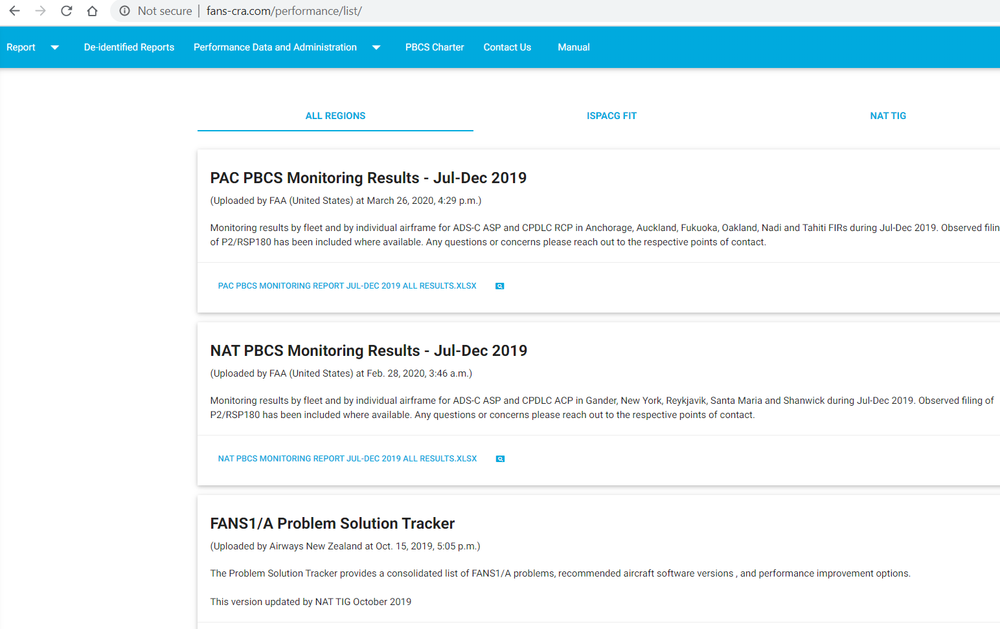 Not secure | fans-cra.com/performance/list/
Report De-identified Reports Performance Data and Administration PBCS Charter Contact Us Manual
ALL REGIONS ISPACG FIT NAT TIG
PAC PBCS Monitoring Results - Jul-Dec 2019
(Uploaded by FAA (United States) at March 26, 2020, 4:29 p.m.)
Monitoring results by fleet and by individual airframe for ADS-C ASP and CPDLC RCP in Anchorage, Auckland, Fukuoka, Oakland, Nadi and Tahiti FIRs during Jul-Dec 2019. Observed filin
of P2/RSP180 has been included where available. Any questions or concerns please reach out to the respective points of contact.
PAC PBCS MONITORING REPORT JUL-DEC 2019 ALL RESULTS.XLSX
NAT PBCS Monitoring Results - Jul-Dec 2019
(Uploaded by FAA (United States) at Feb. 28, 2020, 3:46 a.m.)
Monitoring results by fleet and by individual airframe for ADS-C ASP and CPDLC ACP in Gander, New York, Reykjavik, Santa Maria and Shanwick during Jul-Dec 2019. Observed filing of
P2/RSP180 has been included where available. Any questions or concerns please reach out to the respective points of contact.
NAT PBCS MONITORING REPORT JUL-DEC 2019 ALL RESULTS.XLSX
FANS1/A Problem Solution Tracker
(Uploaded by Airways New Zealand at Oct. 15, 2019, 5:05 p.m.)
The Problem Solution Tracker provides a consolidated list of FANS1/A problems, recommended aircraft software versions , and performance improvement options.
This version updated by NAT TIG October 2019